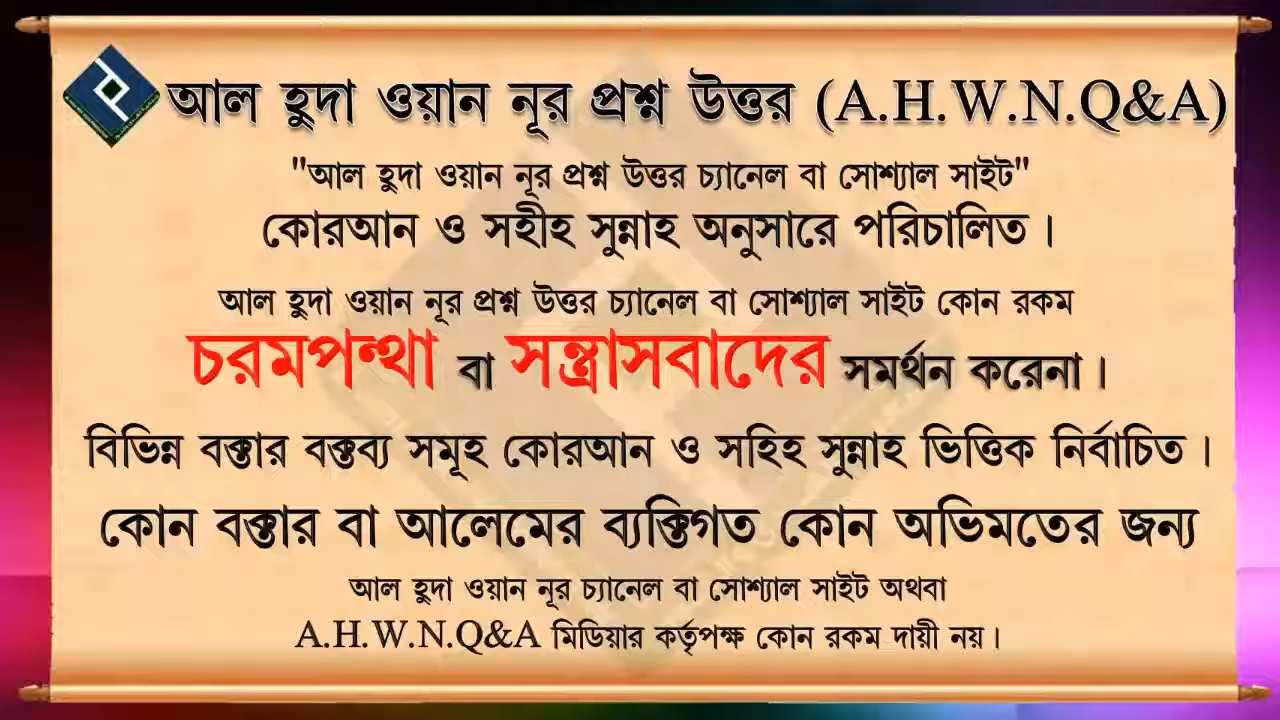 আল হুদা ওয়ান নূর প্রশ্ন উত্তর (A.H.W.N.Q&A)
"আল হুদা ওয়ান নূর প্রশ্ন উত্তর চ্যানেল বা সোশ্যাল সাইট"
কোরআন ও সহীহ সুন্নাহ অনুসারে পরিচালিত।
আল হুদা ওয়ান নূর প্রশ্ন উত্তর চ্যানেল বা সোশ্যাল সাইট কোন রকম
চরমপন্থা বা সন্ত্রাসবাদের সমর্থন করেনা।
বিভিন্ন বক্তার বক্তব্য সমূহ কোরআন ও সহিহ সুন্নাহ ভিত্তিক নির্বাচিত।
কোন বক্তার বা আলেমের ব্যক্তিগত কোন অভিমতের জন্য
আল হুদা ওয়ান নূর চ্যানেল বা সোশ্যাল সাইট অথবা
A.H.W.N.Q&A মিডিয়ার কর্তৃপক্ষ কোন রকম দায়ী নয়।